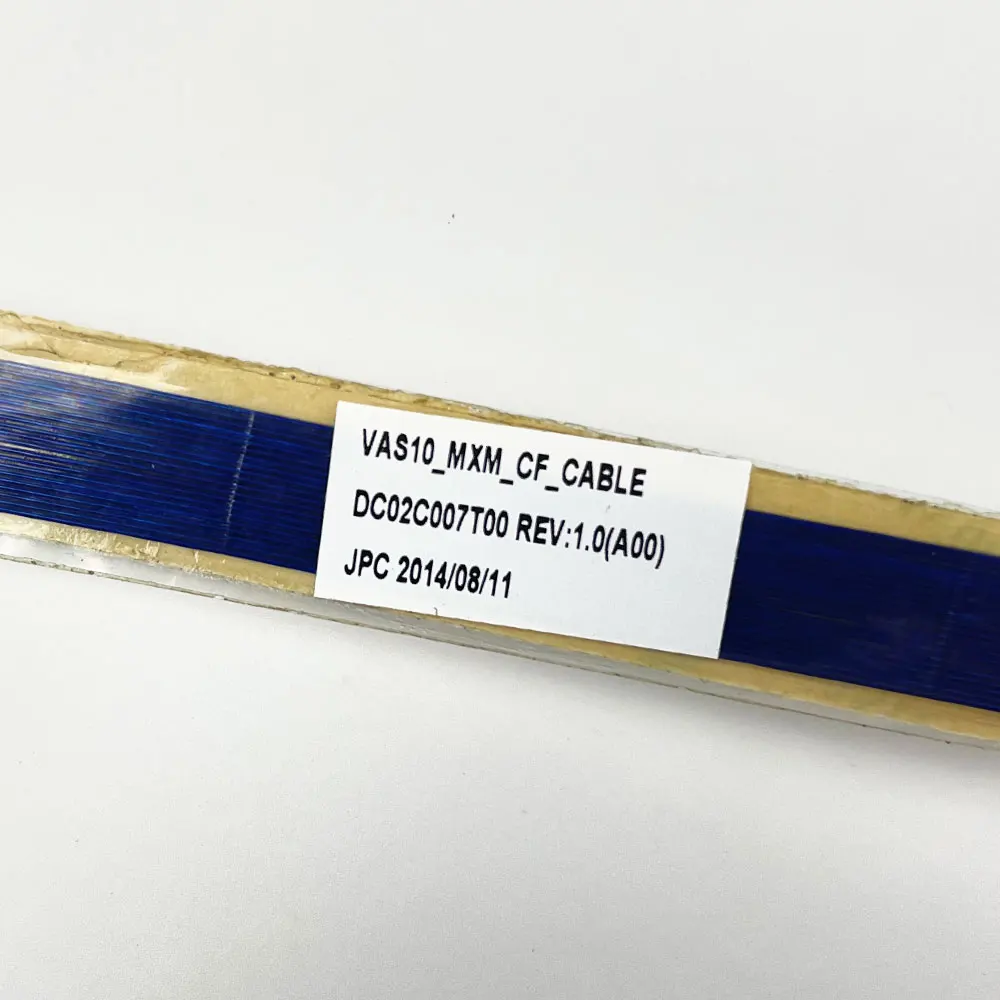 VAS10_MXM_CF_CABLE
DC02C007T00 REV:1.0(A00)
JPC 2014/08/11